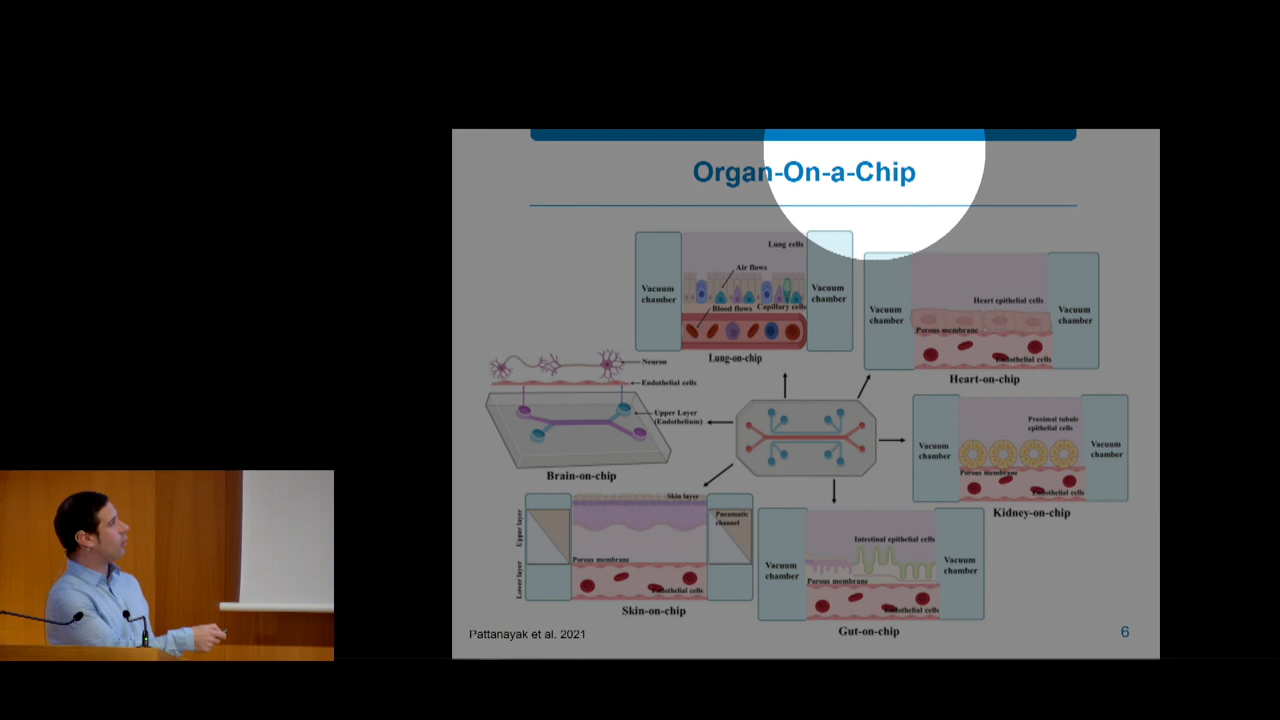 Organ-On-a-Chip
Lung cells
Air flows
Vacuum
chamber
Vacuum
chamber
Blood flows
Capillary cells
Lung-on-chip
Heart epithelial cells
Vacuum
chamber
Vacuum
chamber
Porous membrane
Endothelial cells
Heart-on-chip
Neuron
Endothelial cells
Upper Layer
(Endothelium)
Brain-on-chip
Proximal tubule
epithelial cells
Vacuum
chamber
Vacuum
chamber
Porous membrane
Endothelial cells
Kidney-on-chip
Skin layer
Pneumatic
channel
Upper layer
Porous membrane
Lower layer
Endothelial cells
Skin-on-chip
Intestinal epithelial cells
Vacuum
chamber
Vacuum
chamber
Porous membrane
Endothelial cells
Gut-on-chip
Pattanayak et al. 2021
6